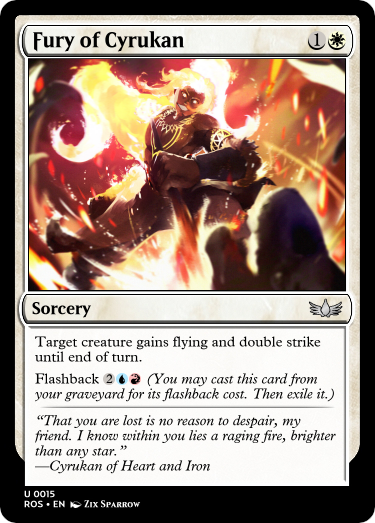 Fury of Cyrukan 1
Sorcery
Target creature gains flying and double strike
until end of turn.
Flashback 2 (You may cast this card from
your graveyard for its flashback cost. Then exile it.)
“That you are lost is no reason to despair, my
friend. I know within you lies a raging fire, brighter
than any star.”
—Cyrukan of Heart and Iron
U 0015
ROS • EN Zix Sparrow